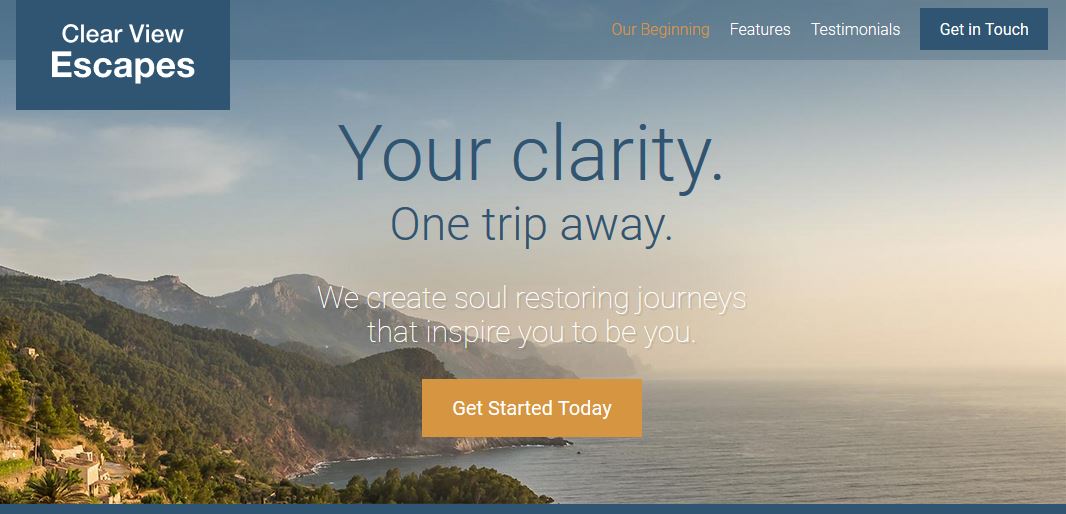 Clear View
Escapes
Our Beginning
Features
Testimonials
Get in Touch
Your clarity.
One trip away.
We create soul restoring journeys
that inspire you to be you.
Get Started Today